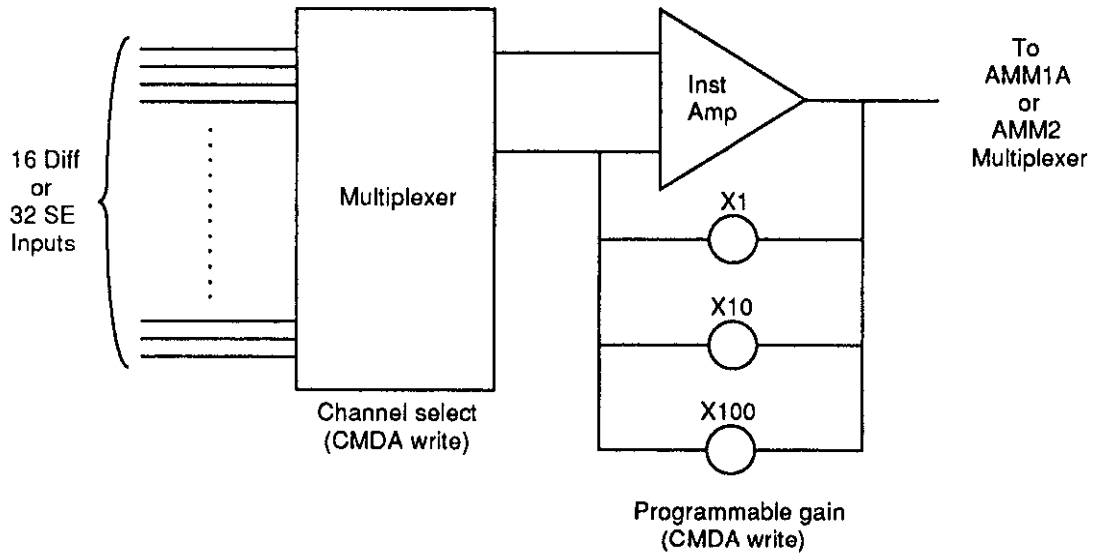 16 Diff
or
32 SE
Inputs
Multiplexer
Channel select
(CMDA write)
Inst
Amp
X1
X10
X100
Programmable gain
(CMDA write)
To
AMM1A
or
AMM2
Multiplexer